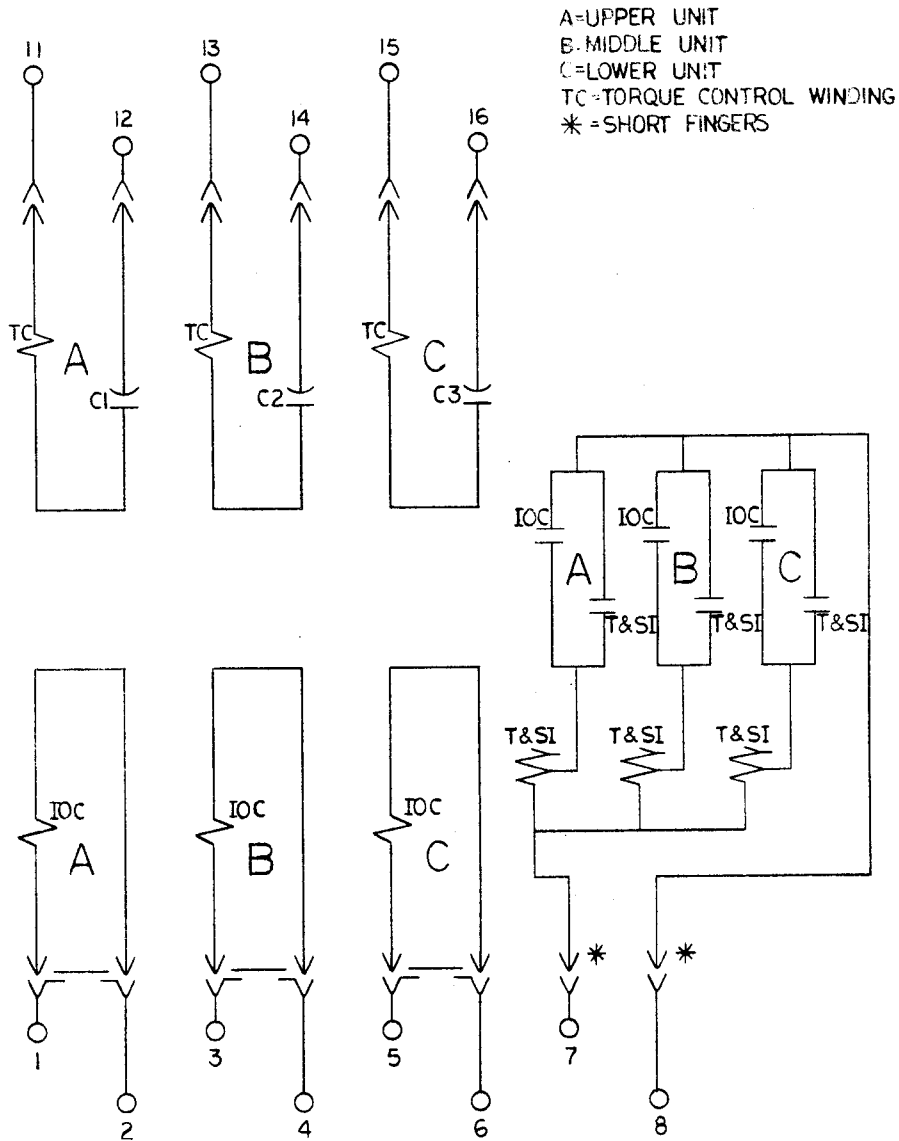 A=UPPER UNIT
B-MIDDLE UNIT
C=LOWER UNIT
TC=TORQUE CONTROL WINDING
* =SHORT FINGERS
11
13
15
12
14
16
TC
A
TC
B
TC
C
C1
C2
C3
IOC
IOC
IOC
A
B
C
T&SI
T&SI
T&SI
T&SI
T&SI
T&SI
IOC
IOC
IOC
A
B
C
*
*
1
3
5
7
2
4
6
8